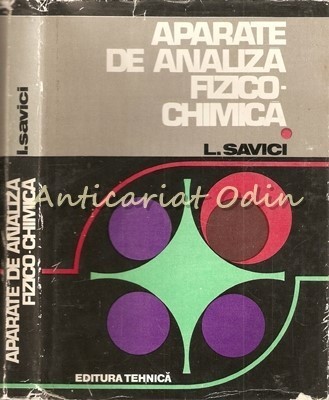 APARATE
DE ANALIZA
FIZICO-
CHIMICA
L. SAVICI
Anticariat Odin
EDITURA TEHNICĂ
l. savici
APARATE DE ANALIZA
FIZICO-CHIMICA